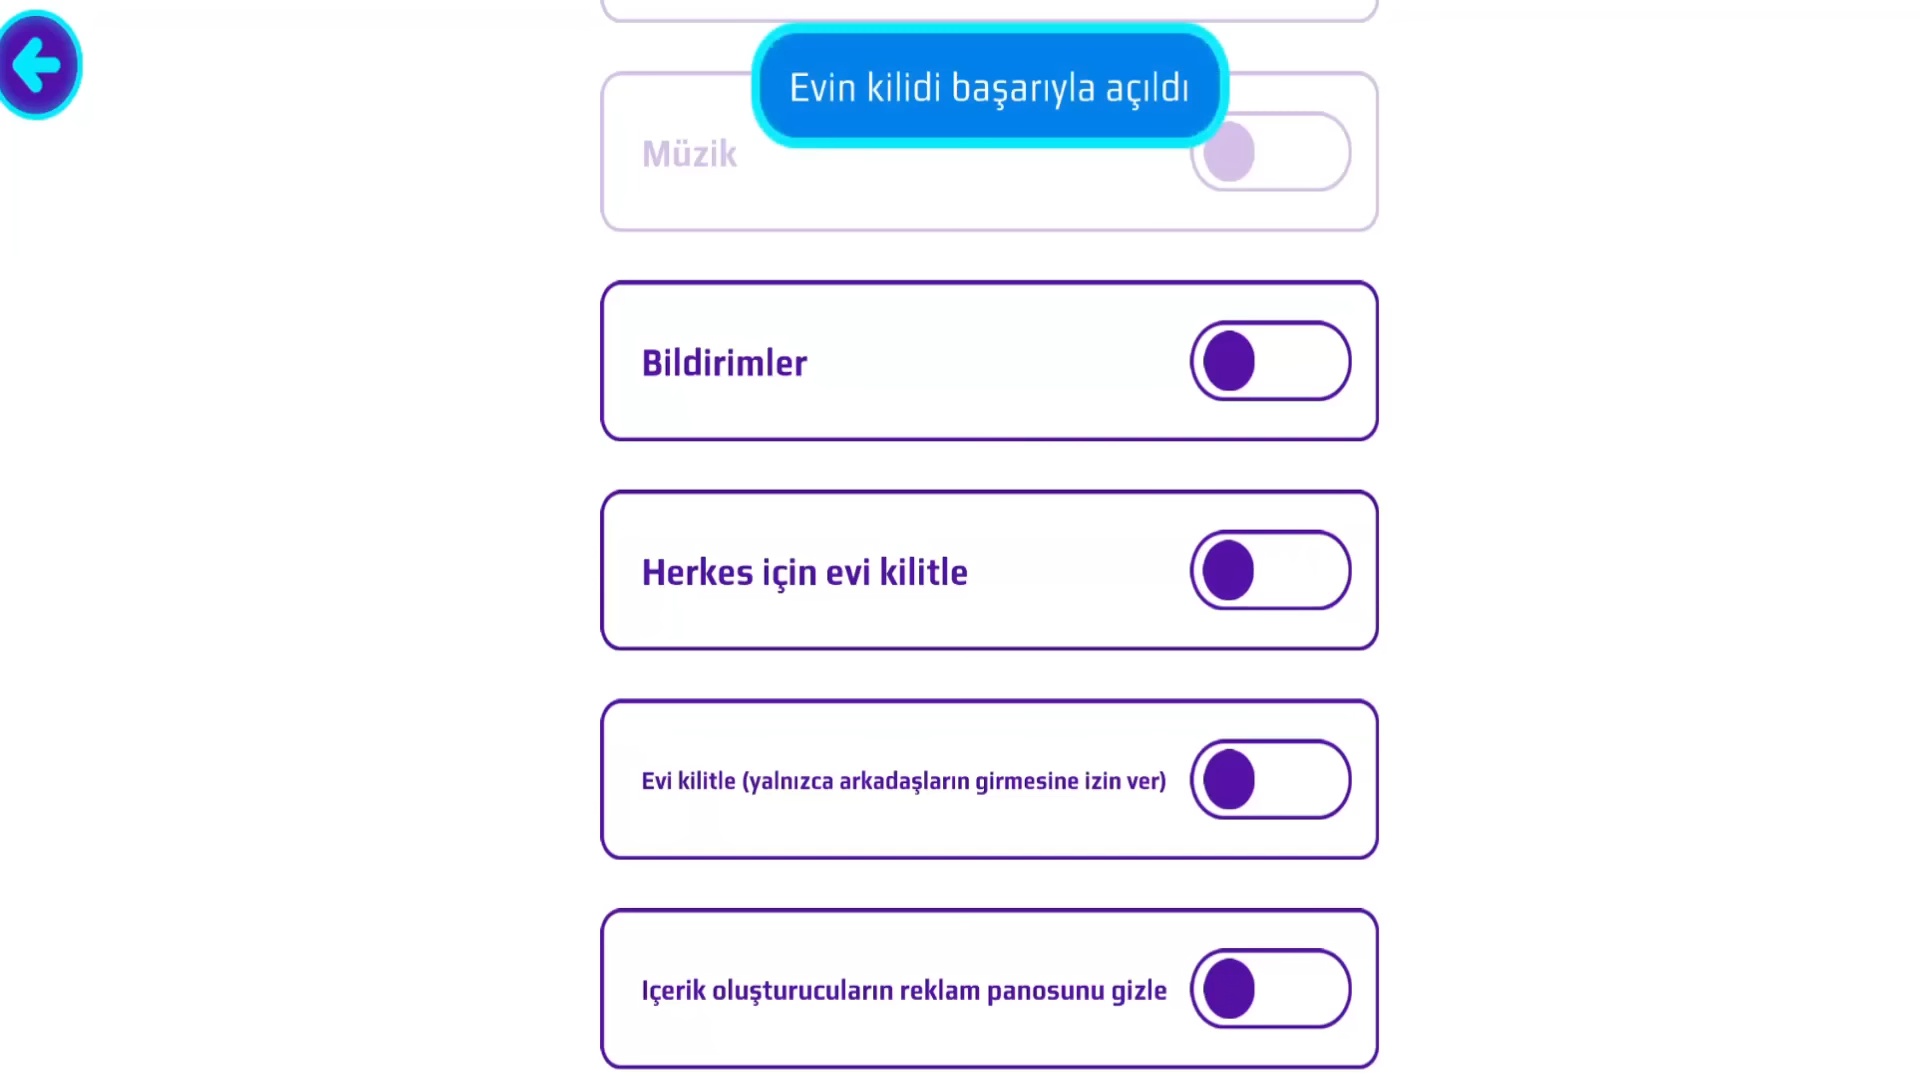 Evin kilidi başarıyla açıldı
Müzik
Bildirimler
Herkes için evi kilitle
Evi kilitle (yalnızca arkadaşların girmesine izin ver)
Içerik oluşturucuların reklam panosunu gizle